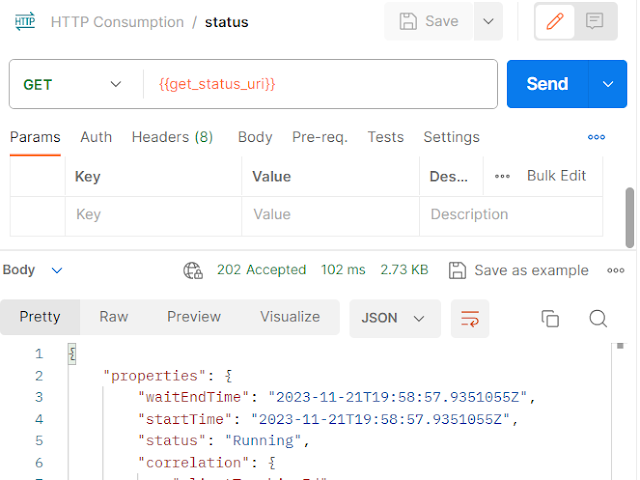 HTTP HTTP Consumption / status Save
GET {{get_status_uri}} Send
Params Auth Headers (8) Body Pre-req. Tests Settings
Key Value Des... Bulk Edit
Key Value Description
Body 202 Accepted 102 ms 2.73 KB Save as example
Pretty Raw Preview Visualize JSON
1 {
2 "properties": {
3 "waitEndTime": "2023-11-21T19:58:57.9351055Z",
4 "startTime": "2023-11-21T19:58:57.9351055Z",
5 "status": "Running",
6 "correlation": {